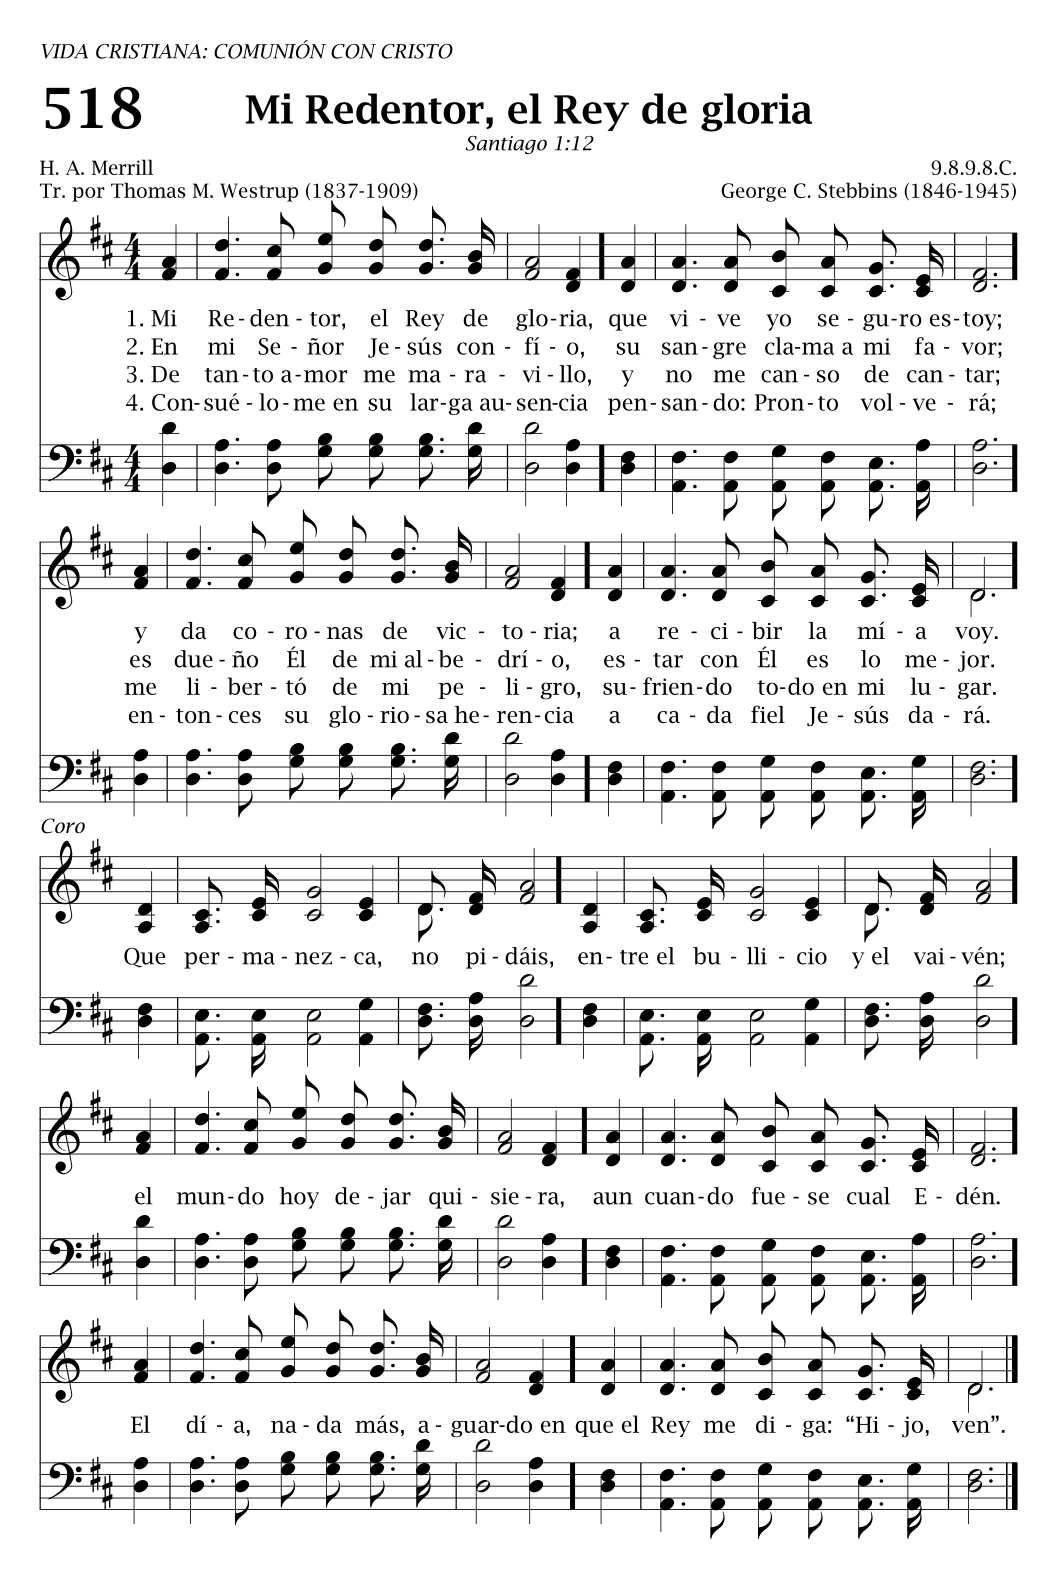 VIDA CRISTIANA: COMUNIÓN CON CRISTO
518 Mi Redentor, el Rey de gloria
Santiago 1:12
H. A. Merrill 9.8.9.8.C.
Tr. por Thomas M. Westrup (1837-1909) George C. Stebbins (1846-1945)
4 4
1. Mi Re - den - tor, el Rey de glo - ria, que vi - ve yo se - gu - ro es - toy;
2. En mi Se - ñor Je - sús con - fí - o, su san - gre cla - ma a mi fa - vor;
3. De tan - to a - mor me ma - ra - vi - llo, y no me can - so de can - tar;
4. Con - sué - lo - me en su lar - ga au - sen - cia pen - san - do: Pron - to vol - ve - rá;
4 4
y da co - ro - nas de vic - to - ria; a re - ci - bir la mí - a voy.
es due - ño Él de mi al - be - drí - o, es - tar con Él es lo me - jor.
me li - ber - tó de mi pe - li - gro, su - frien - do to - do en mi lu - gar.
en - ton - ces su glo - rio - sa he - ren - cia a ca - da fiel Je - sús da - rá.
Coro
Que per - ma - nez - ca, no pi - dáis, en - tre el bu - lli - cio y el vai - vén;
el mun - do hoy de - jar qui - sie - ra, aun cuan - do fue - se cual E - dén.
El dí - a, na - da más, a - guar - do en que el Rey me di - ga: “Hi - jo, ven”.